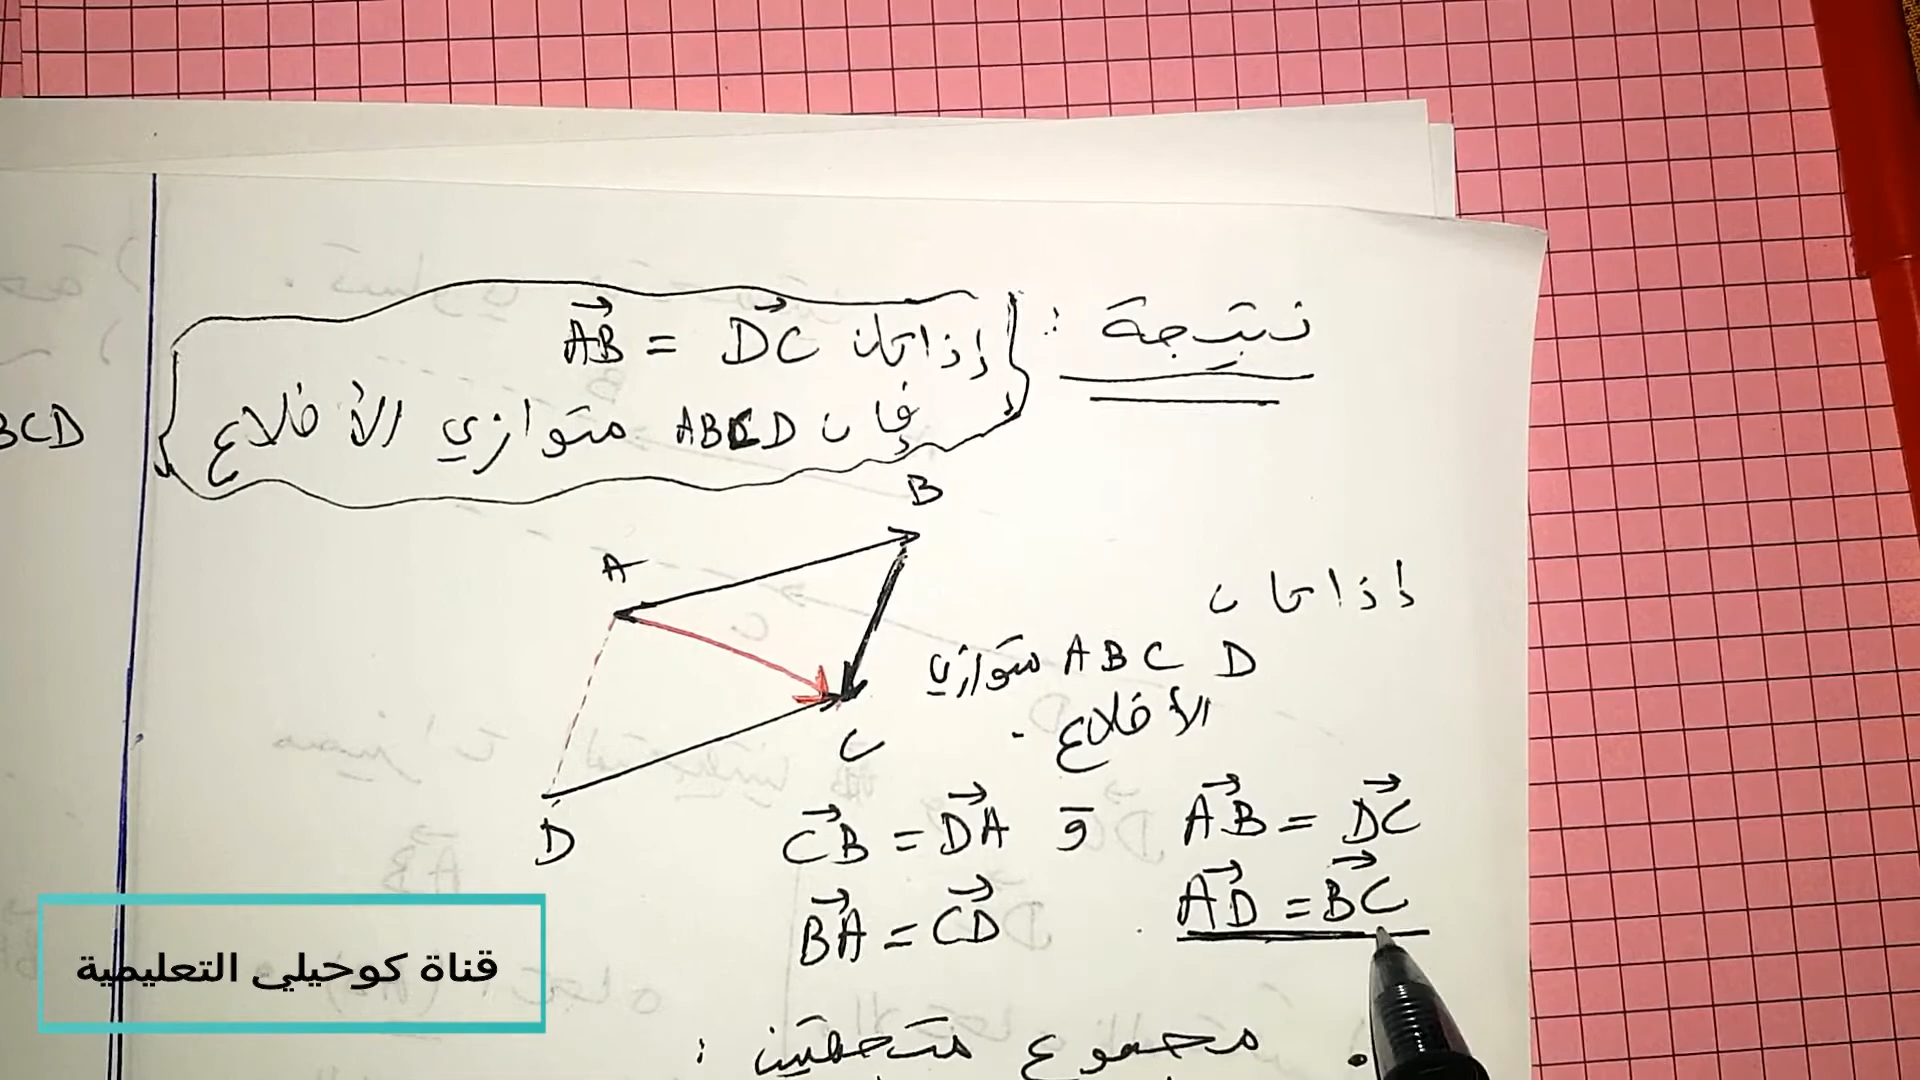 نتيجة :
إذا كان AB = DC
فإن ABCD متوازي الأضلاع
BCD
B
A
C
D
إذا كان
ABCD متوازي
الأضلاع .
AB = DC و CB = DA
AD = BC
BA = CD
. مجموع متجهتين :
قناة كوحيلي التعليمية